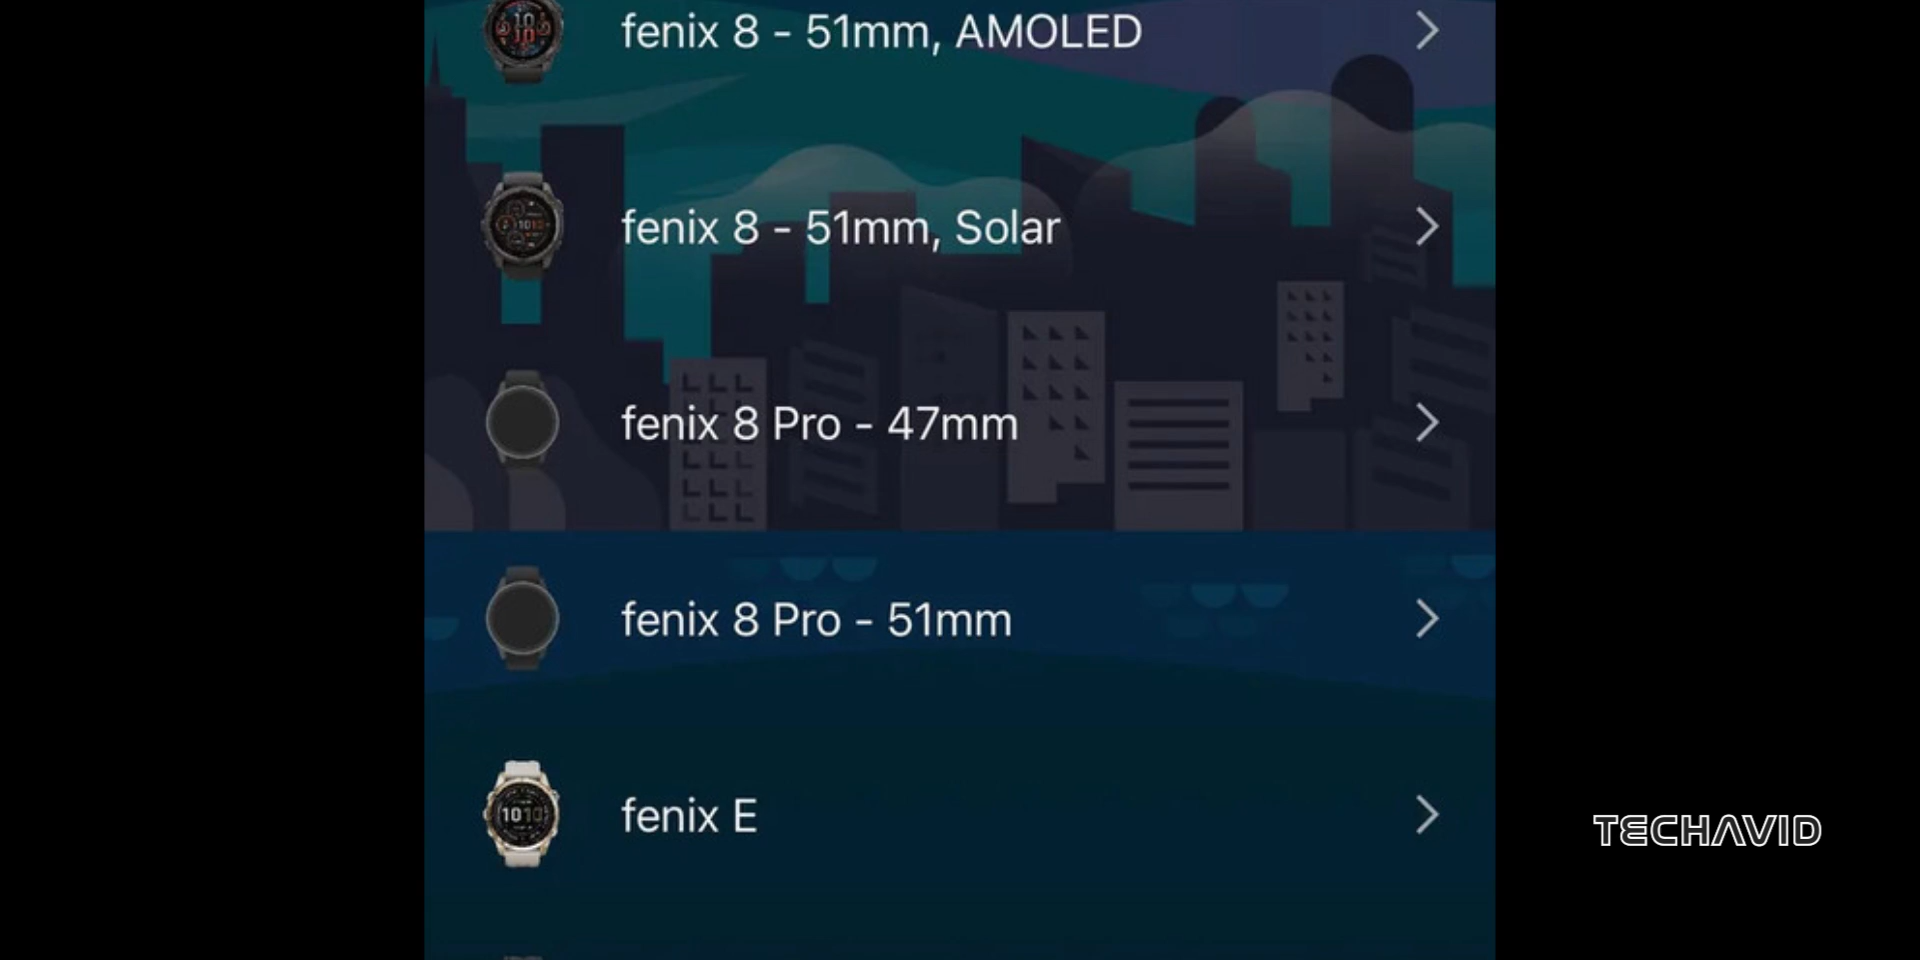 fenix 8 - 51mm, AMOLED
fenix 8 - 51mm, Solar
fenix 8 Pro - 47mm
fenix 8 Pro - 51mm
fenix E
TECHAVID